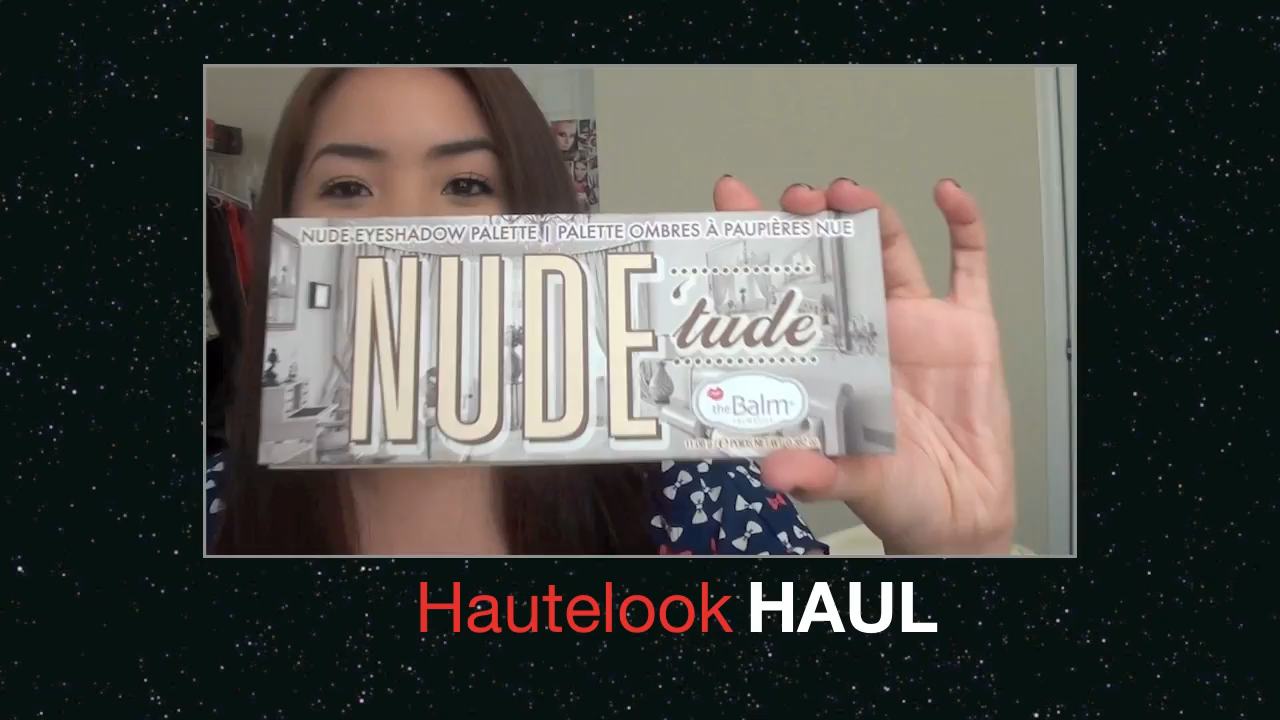 NUDE EYESHADOW PALETTE | PALETTE OMBRES À PAUPIÈRES NUE
NUDE 'tude
theBalm
Hautelook HAUL